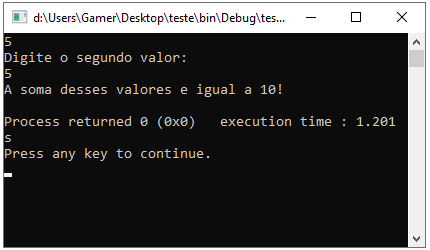 d:\Users\Gamer\Desktop\teste\bin\Debug\tes...
5
Digite o segundo valor:
5
A soma desses valores e igual a 10!
Process returned 0 (0x0)   execution time : 1.201
s
Press any key to continue.